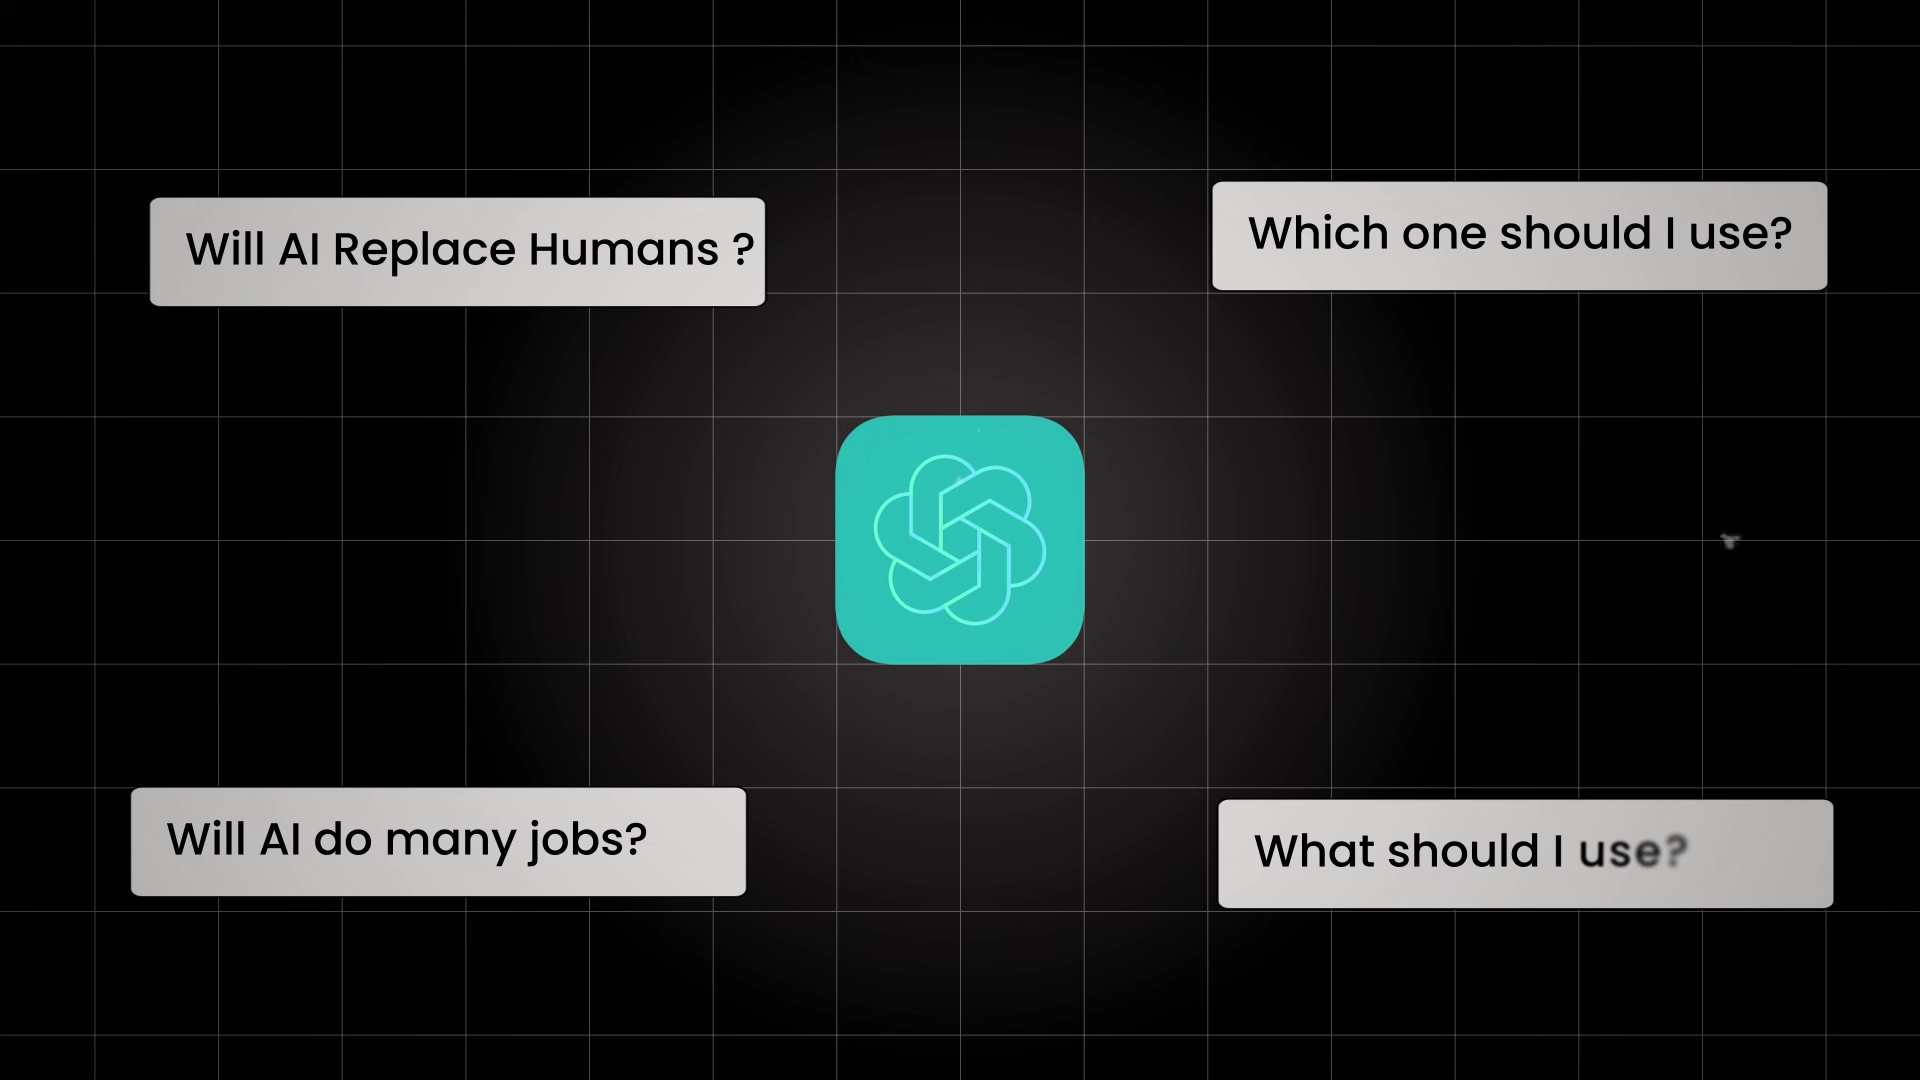 Will AI Replace Humans ?
Which one should I use?
Will AI do many jobs?
What should I use?